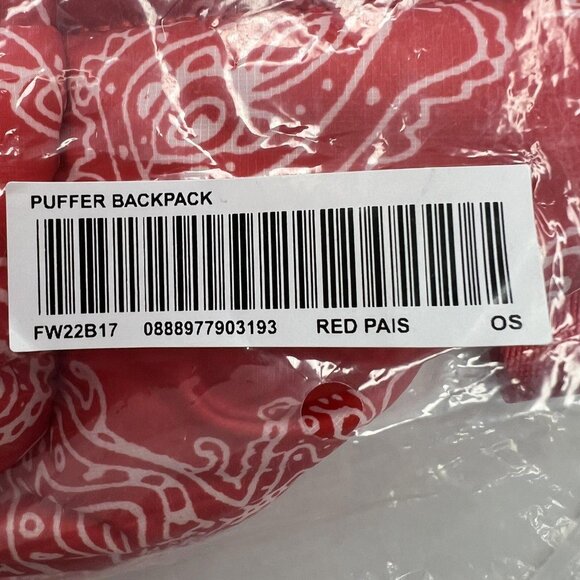 PUFFER BACKPACK
FW22B17 0888977903193 RED PAIS OS